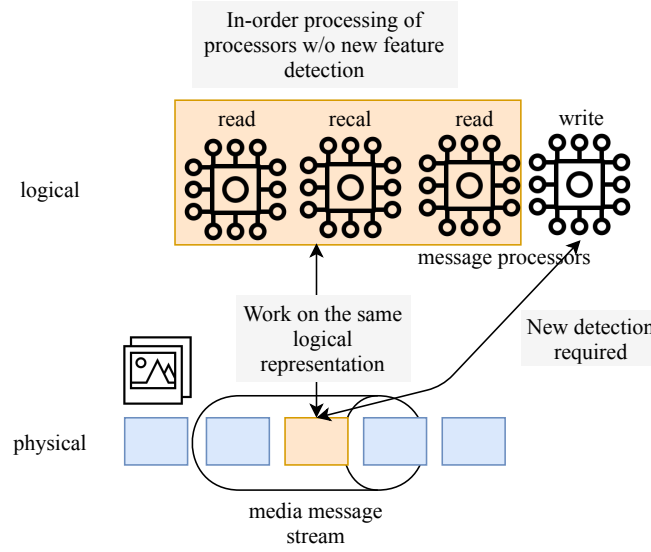 In-order processing of
processors w/o new feature
detection
read
recal
read
write
logical
message processors
Work on the same
logical
representation
New detection
required
physical
media message
stream